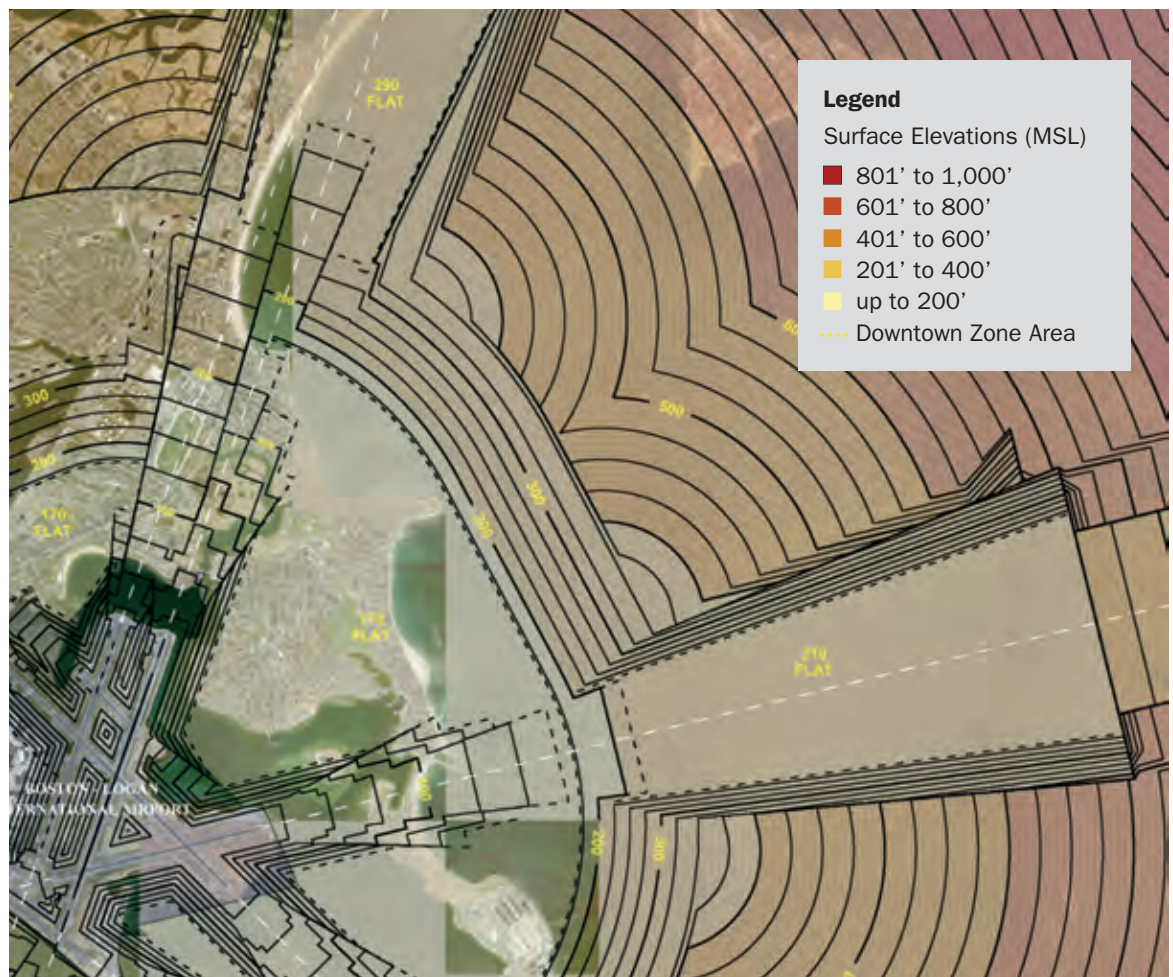 290
FLAT
Legend
Surface Elevations (MSL)
801’ to 1,000’
601’ to 800’
401’ to 600’
201’ to 400’
up to 200’
Downtown Zone Area
200
300
500
260
300
200
170
FLAT
170
FLAT
210
FLAT
BOSTON - LOGAN
ERNATIONAL AIRPORT
200
300